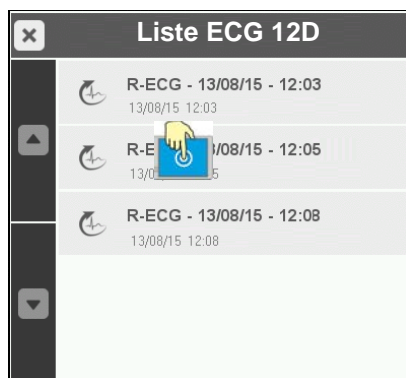 Liste ECG 12D
R-ECG - 13/08/15 - 12:03
13/08/15 12:03
R-E /08/15 - 12:05
13/0 5
R-ECG - 13/08/15 - 12:08
13/08/15 12:08